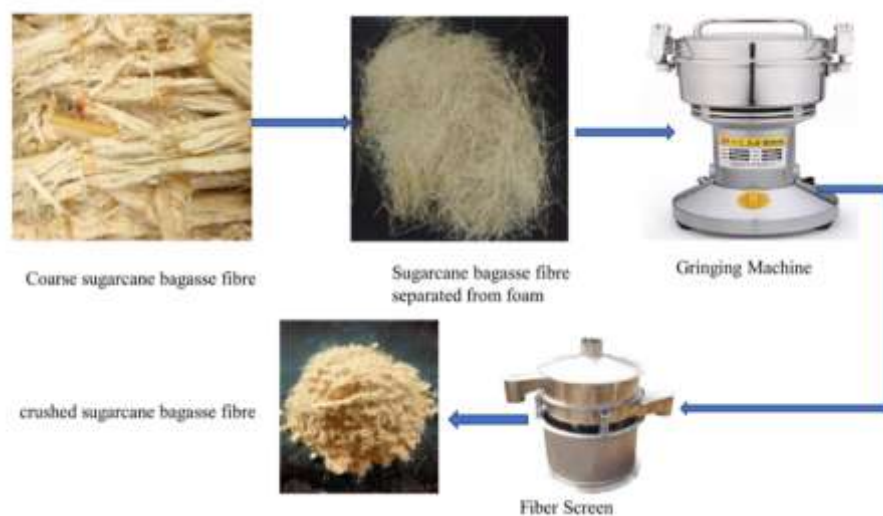 Coarse sugarcane bagasse fibre
Sugarcane bagasse fibre
separated from foam
Gringing Machine
crushed sugarcane bagasse fibre
Fiber Screen